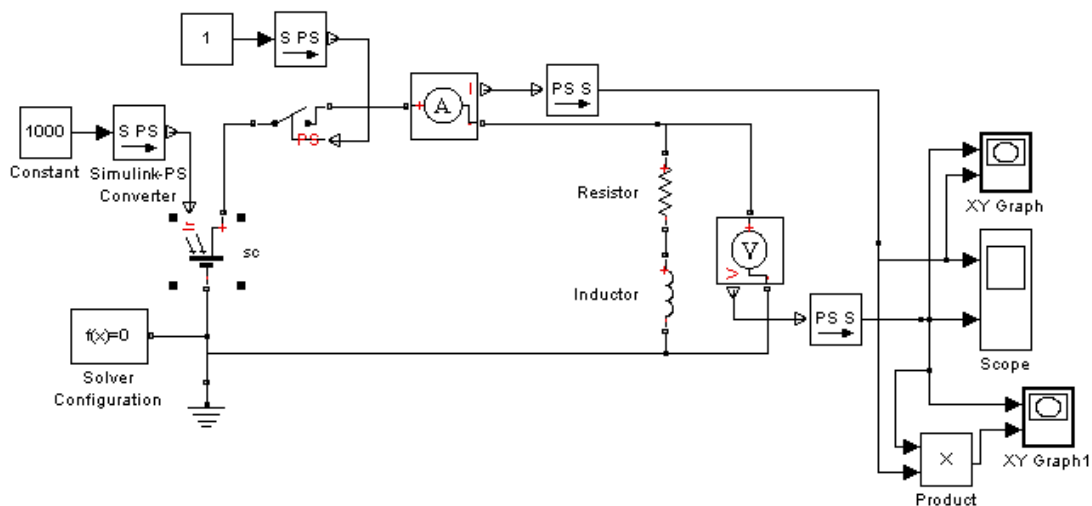 1
S PS
A
I
PS S
1000
S PS
Constant
Simulink-PS
Converter
PS
Ir
sc
Resistor
V
V
XY Graph
Inductor
PS S
f(x)=0
Solver
Configuration
Scope
X
XY Graph1
Product